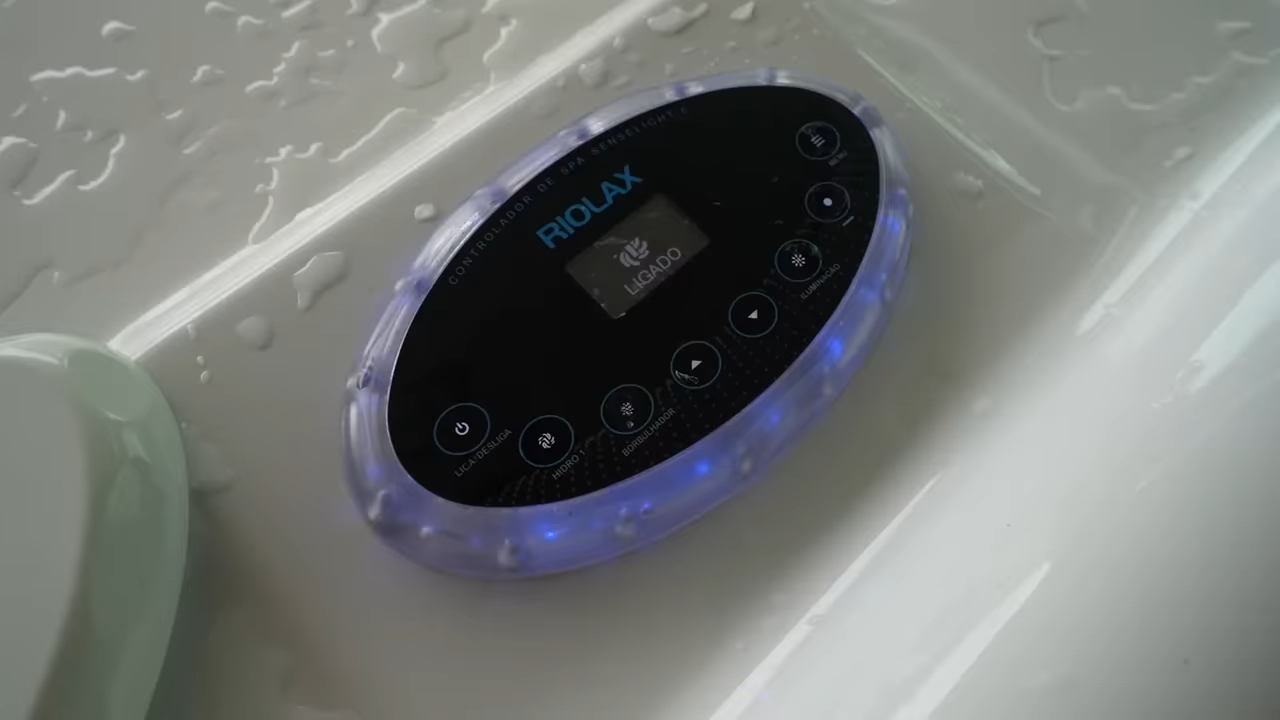 CONTROLADOR DE SPA SENSELIGHT
RIOLAX
LIGADO
MENU
ILUMINAÇÃO
BORBULHADOR
HIDRO 1
LIGA/DESLIGA